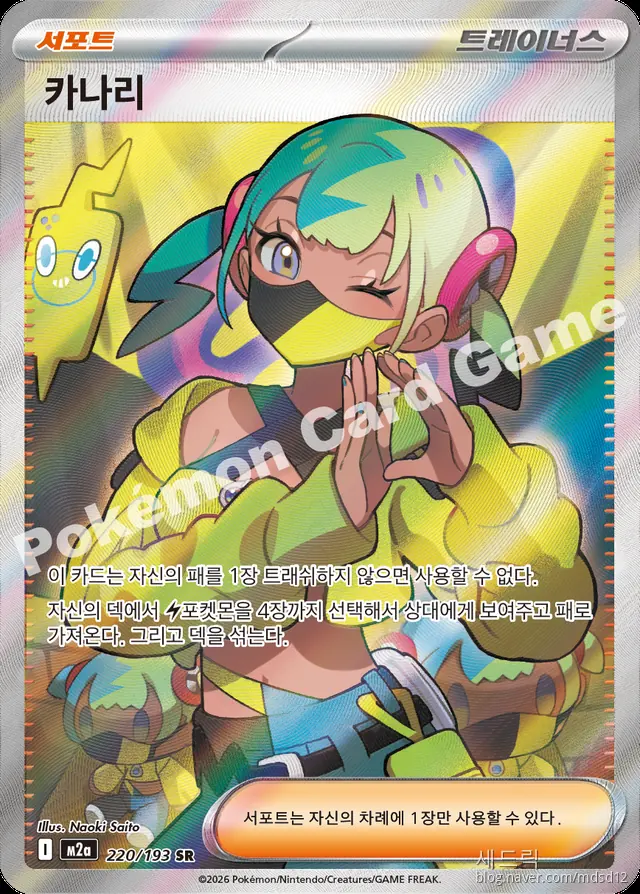 서포트
트레이너스
카나리
Pokémon Card Game
이 카드는 자신의 패를 1장 트래쉬하지 않으면 사용할 수 없다.
자신의 덱에서 포켓몬을 4장까지 선택해서 상대에게 보여주고 패로
가져온다. 그리고 덱을 섞는다.
서포트는 자신의 차례에 1장만 사용할 수 있다.
Illus. Naoki Saito
I m2a 220/193 SR
©2026 Pokémon/Nintendo/Creatures/GAME FREAK.
세드릭
blog.naver.com/mdsd12